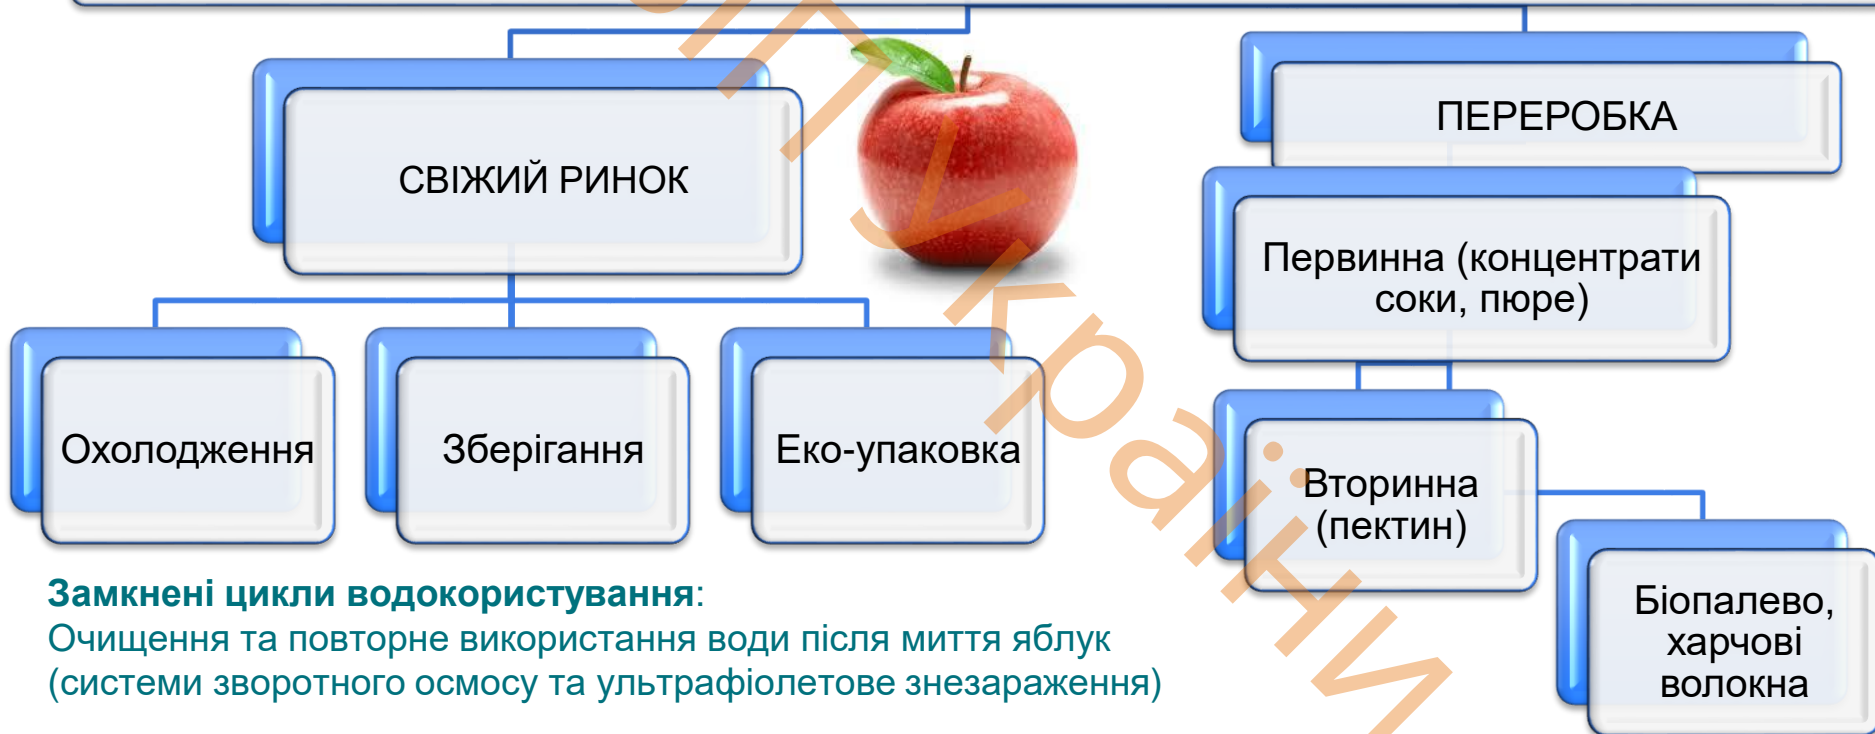 СВІЖИЙ РИНОК
ПЕРЕРОБКА
Первинна (концентрати
соки, пюре)
Охолодження
Зберігання
Еко-упаковка
Вторинна
(пектин)
Біопалево,
харчові
волокна
Замкнені цикли водокористування:
Очищення та повторне використання води після миття яблук
(системи зворотного осмосу та ультрафіолетове знезараження)
України